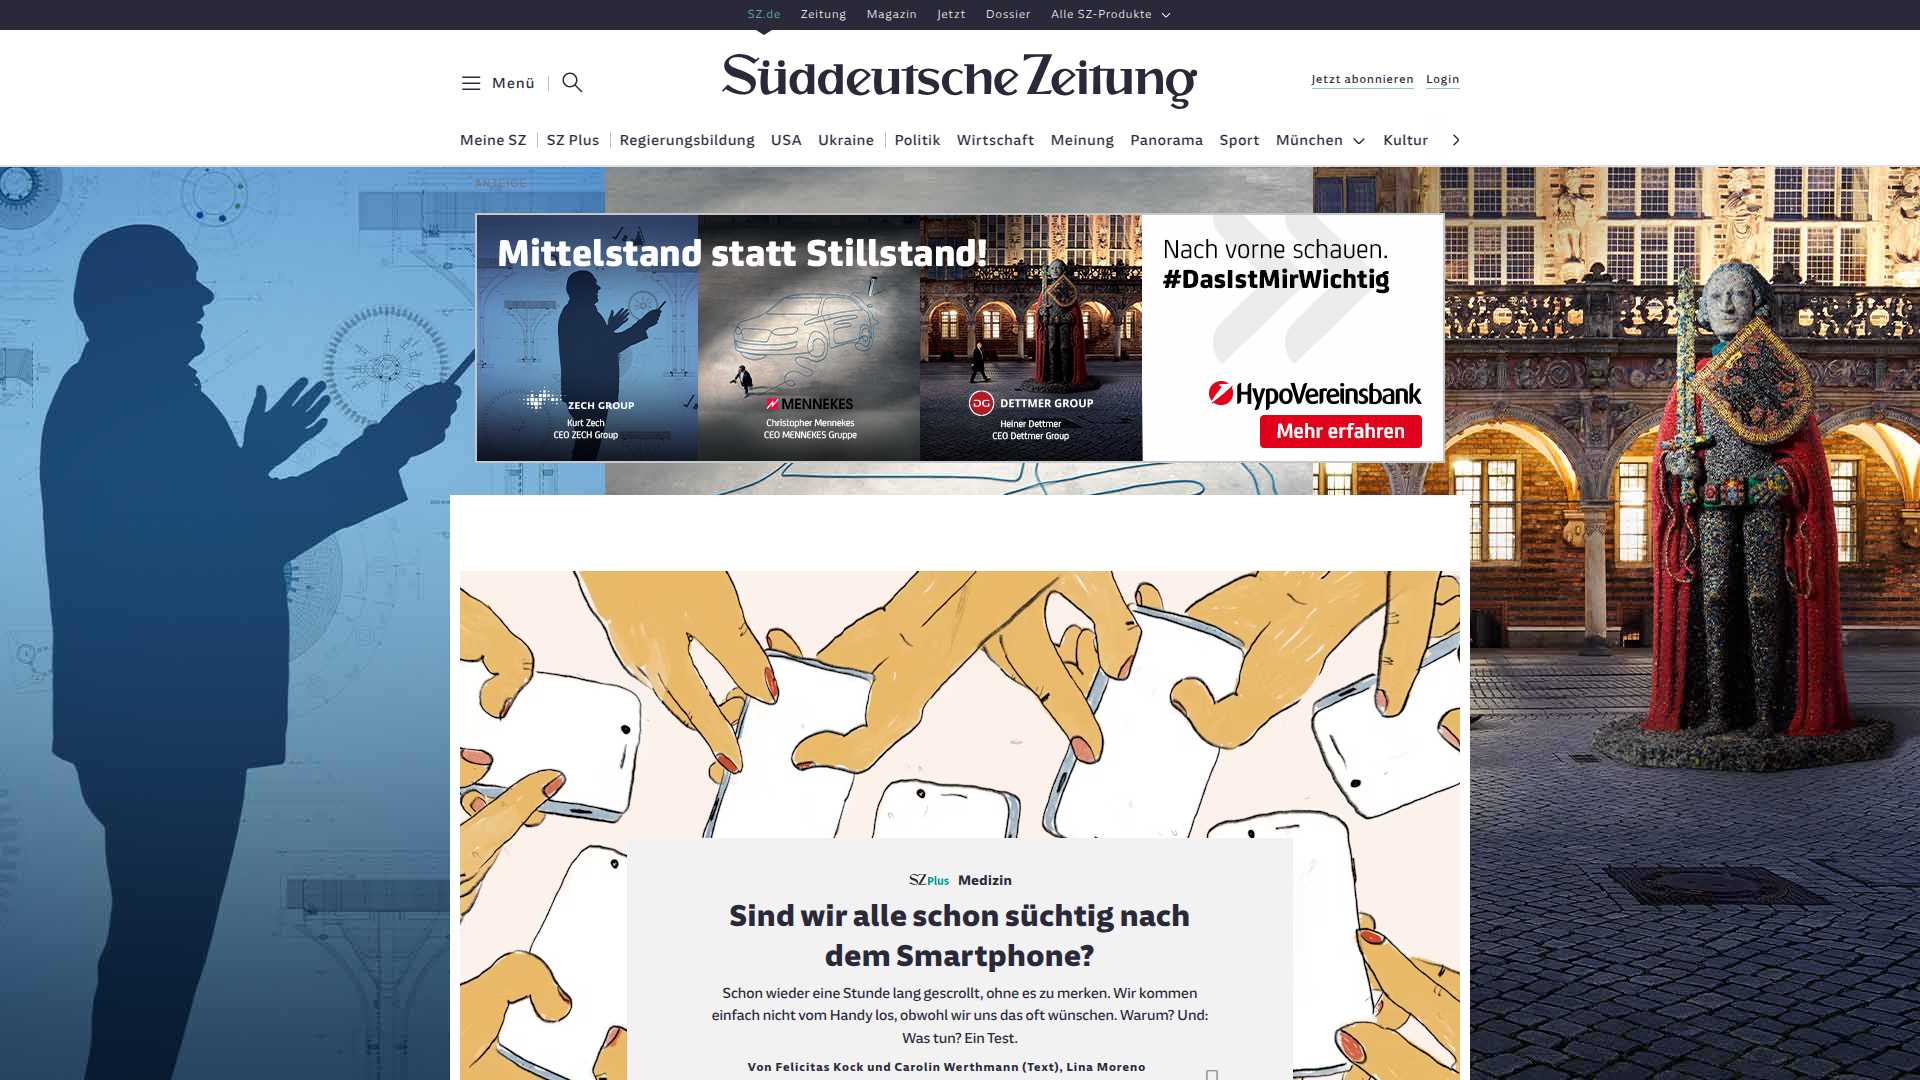 SZ.de Zeitung Magazin Jetzt Dossier Alle SZ-Produkte
Menü
Süddeutsche Zeitung
Jetzt abonnieren Login
Meine SZ SZ Plus Regierungsbildung USA Ukraine Politik Wirtschaft Meinung Panorama Sport München Kultur
ANZEIGE
Mittelstand statt Stillstand!
ZECH GROUP
Kurt Zech
CEO ZECH Group
MENNEKES
Christopher Mennekes
CEO MENNEKES Gruppe
DG DETTMER GROUP
Heiner Dettmer
CEO Dettmer Group
Nach vorne schauen.
#DasIstMirWichtig
HypoVereinsbank
Mehr erfahren
SZ Plus Medizin
Sind wir alle schon süchtig nach
dem Smartphone?
Schon wieder eine Stunde lang gescrollt, ohne es zu merken. Wir kommen
einfach nicht vom Handy los, obwohl wir uns das oft wünschen. Warum? Und:
Was tun? Ein Test.
Von Felicitas Kock und Carolin Werthmann (Text), Lina Moreno